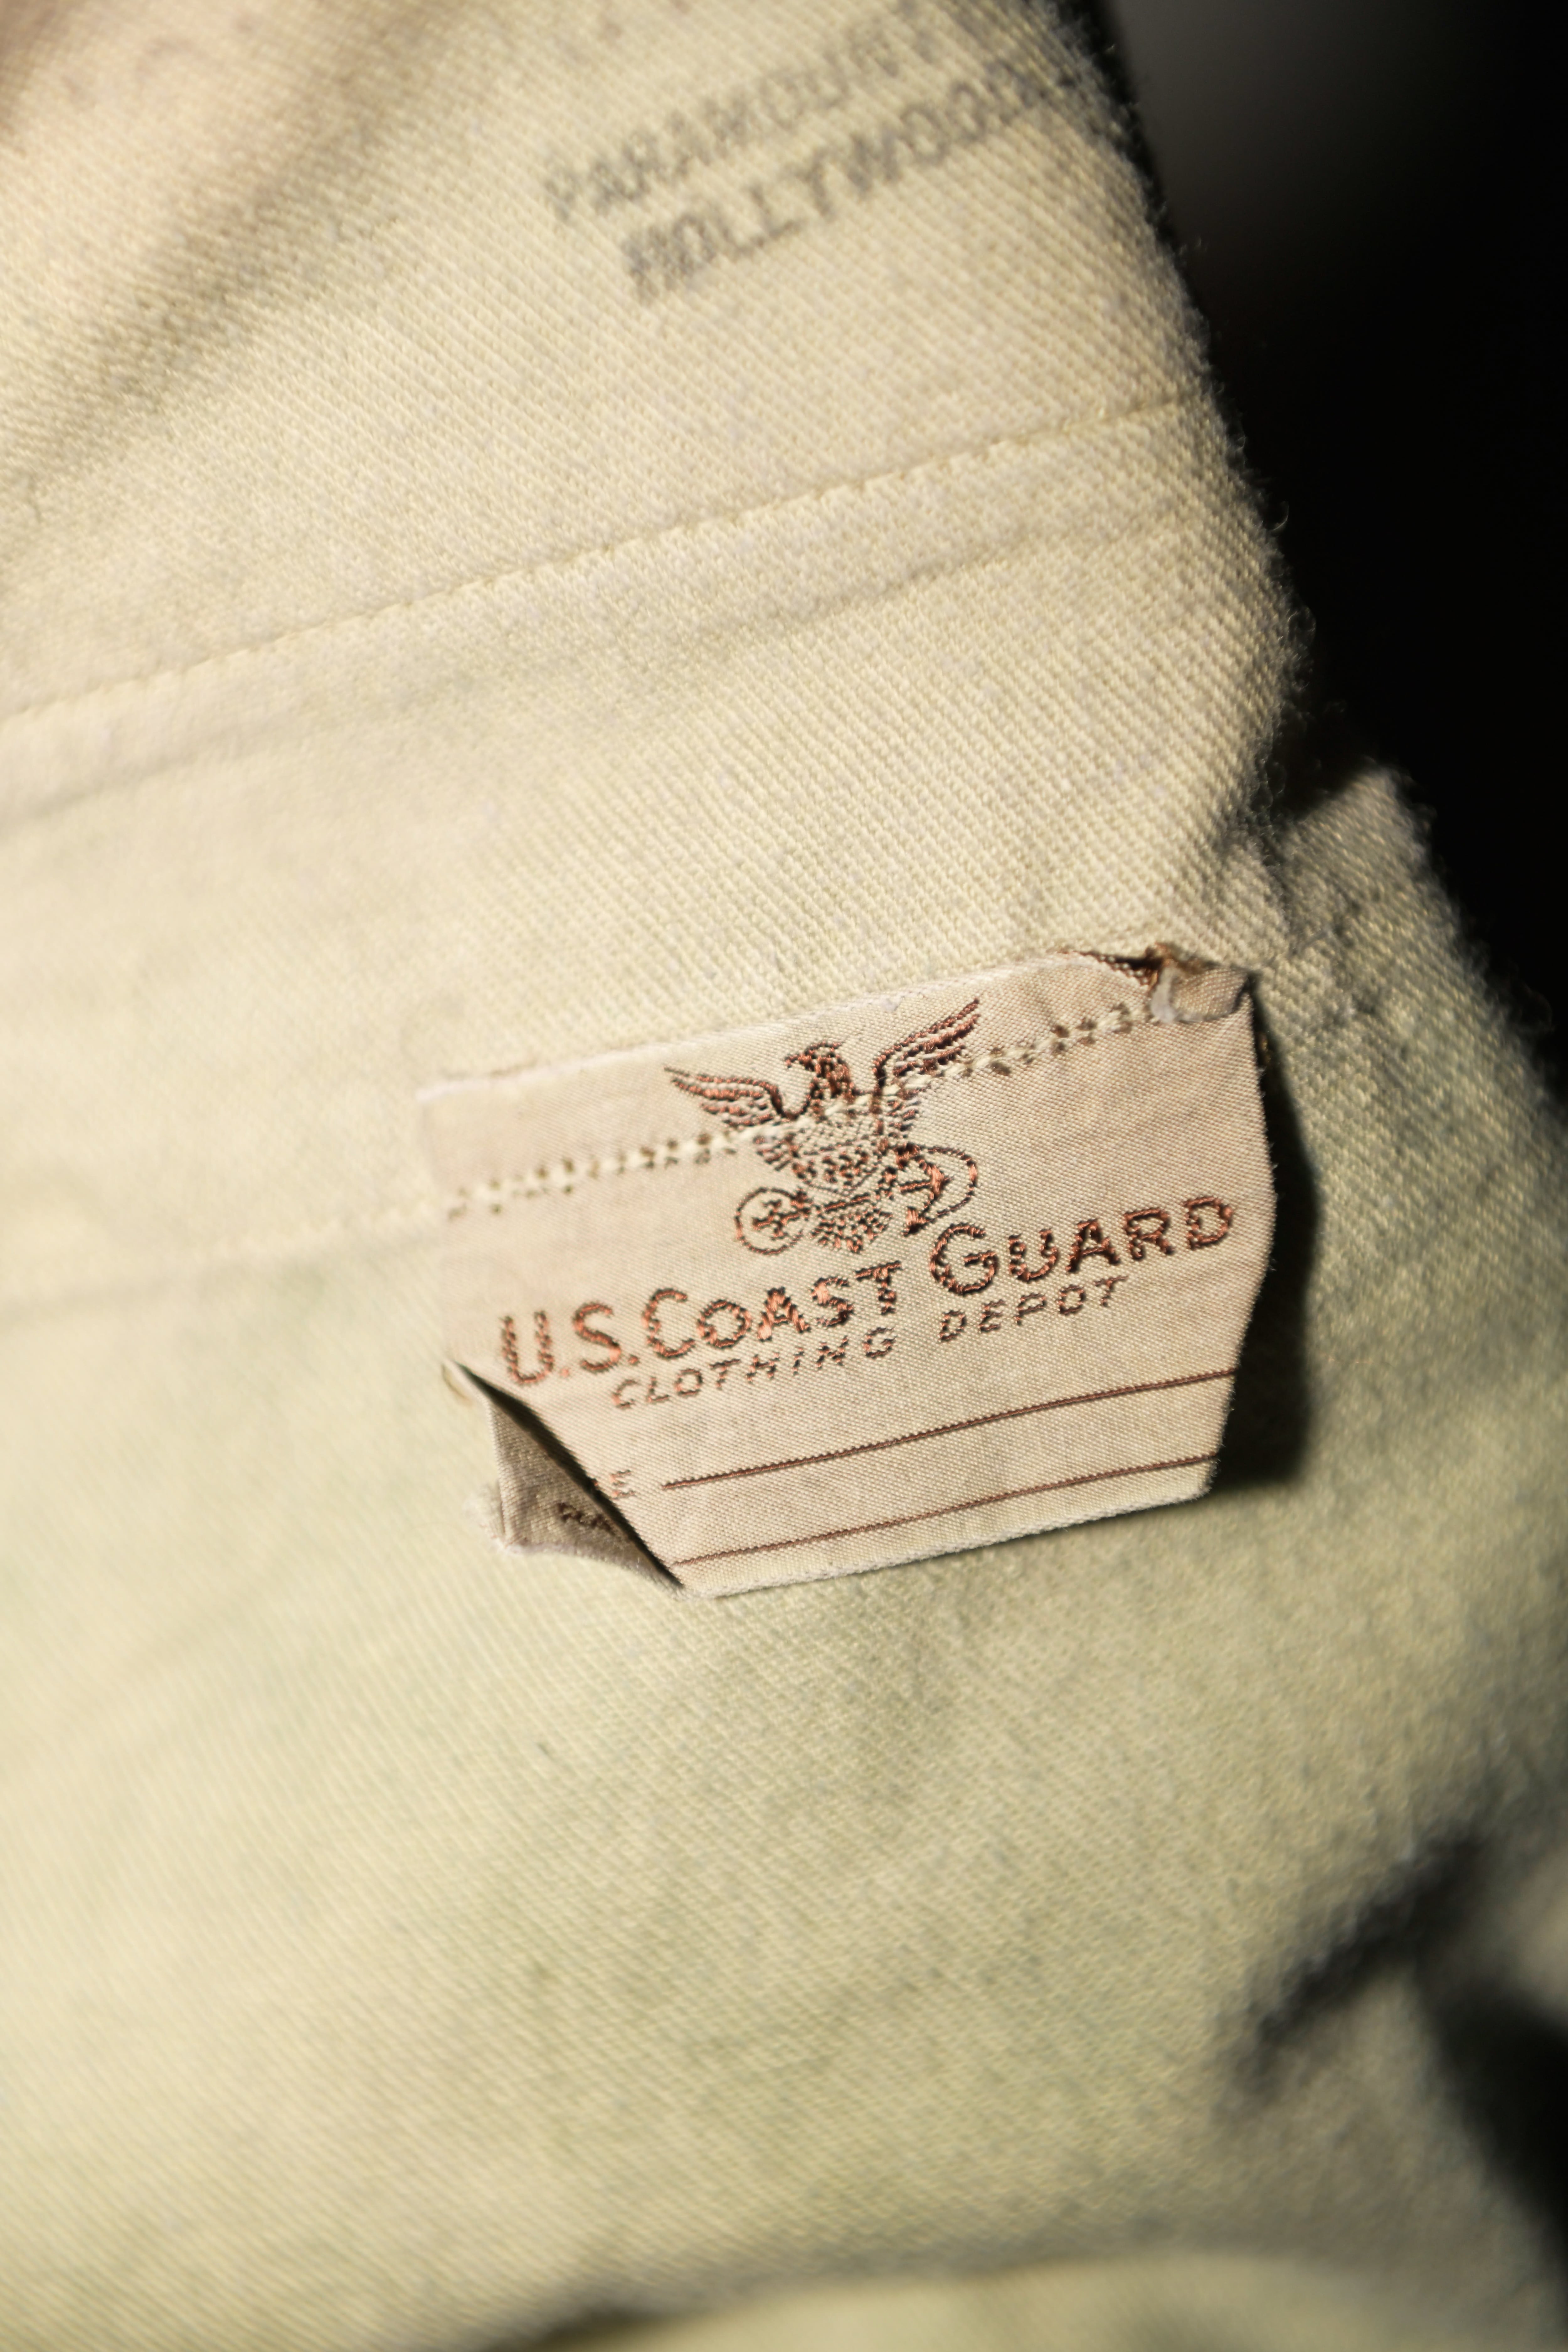 PARAMOUNT
HOLLYWOOD
U.S. COAST GUARD
CLOTHING DEPOT